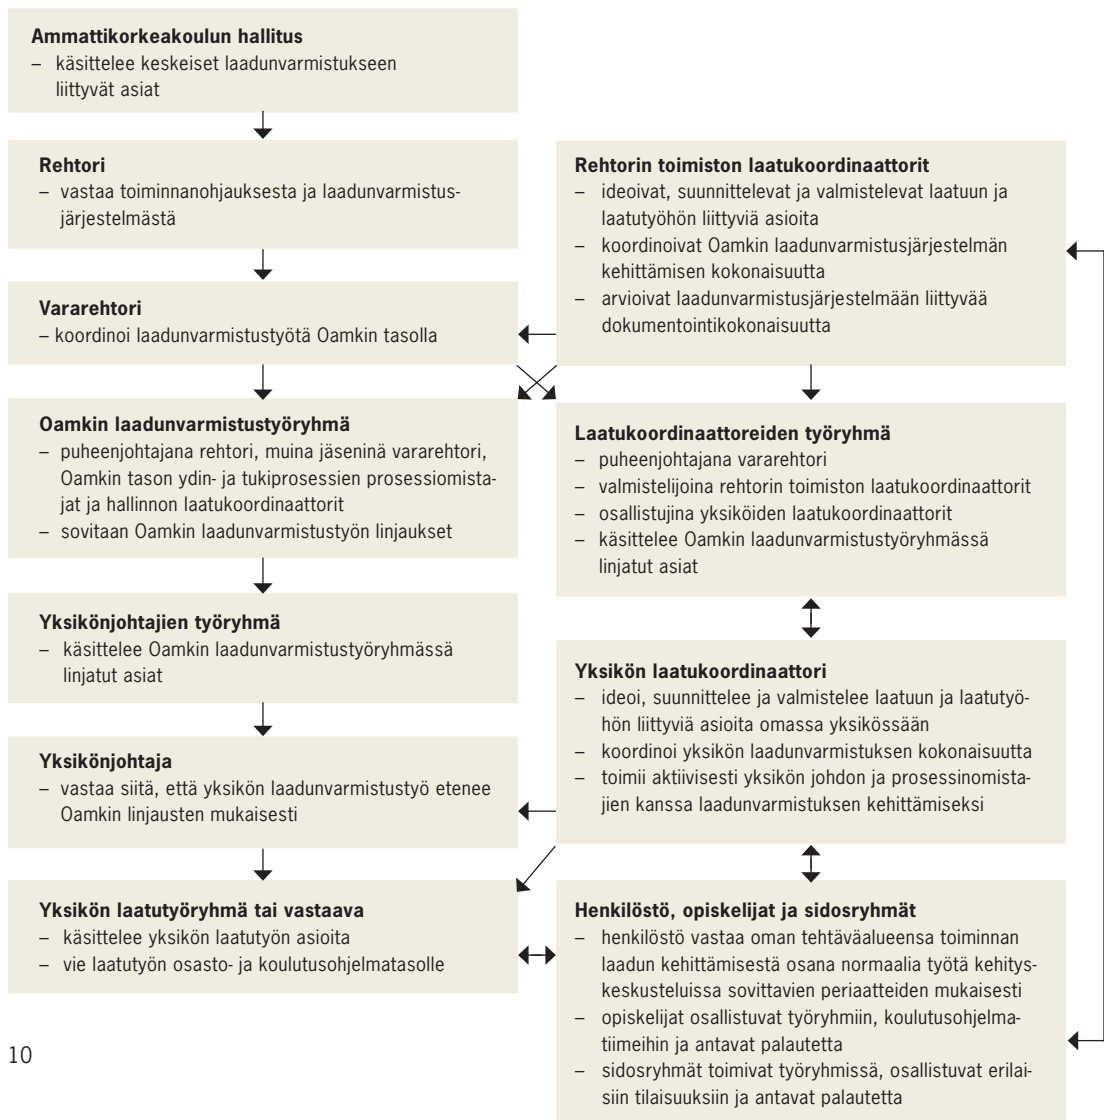 Ammattikorkeakoulun hallitus
– käsittelee keskeiset laadunvarmistukseen
liittyvät asiat
Rehtori
– vastaa toiminnanohjauksesta ja laadunvarmistus-
järjestelmästä
Vararehtori
– koordinoi laadunvarmistustyötä Oamkin tasolla
Oamkin laadunvarmistustyöryhmä
– puheenjohtajana rehtori, muina jäseninä vararehtori,
Oamkin tason ydin- ja tukiprosessien prosessiomista-
jat ja hallinnon laatukoordinaattorit
– sovitaan Oamkin laadunvarmistustyön linjaukset
Yksikönjohtajien työryhmä
– käsittelee Oamkin laadunvarmistustyöryhmässä
linjatut asiat
Yksikönjohtaja
– vastaa siitä, että yksikön laadunvarmistustyö etenee
Oamkin linjausten mukaisesti
Yksikön laatutyöryhmä tai vastaava
– käsittelee yksikön laatutyön asioita
– vie laatutyön osasto- ja koulutusohjelmatasolle
Rehtorin toimiston laatukoordinaattorit
– ideoivat, suunnittelevat ja valmistelevat laatuun ja
laatutyöhön liittyviä asioita
– koordinoivat Oamkin laadunvarmistusjärjestelmän
kehittämisen kokonaisuutta
– arvioivat laadunvarmistusjärjestelmään liittyvää
dokumentointikokonaisuutta
Laatukoordinaattoreiden työryhmä
– puheenjohtajana vararehtori
– valmistelijoina rehtorin toimiston laatukoordinaattorit
– osallistujina yksiköiden laatukoordinaattorit
– käsittelee Oamkin laadunvarmistustyöryhmässä
linjatut asiat
Yksikön laatukoordinaattori
– ideoi, suunnittelee ja valmistelee laatuun ja laatutyö-
hön liittyviä asioita omassa yksikössään
– koordinoi yksikön laadunvarmistuksen kokonaisuutta
– toimii aktiivisesti yksikön johdon ja prosessinomista-
jien kanssa laadunvarmistuksen kehittämiseksi
Henkilöstö, opiskelijat ja sidosryhmät
– henkilöstö vastaa oman tehtäväalueensa toiminnan
laadun kehittämisestä osana normaalia työtä kehitys-
keskusteluissa sovittavien periaatteiden mukaisesti
– opiskelijat osallistuvat työryhmiin, koulutusohjelma-
tiimeihin ja antavat palautetta
– sidosryhmät toimivat työryhmissä, osallistuvat erilai-
siin tilaisuuksiin ja antavat palautetta
10